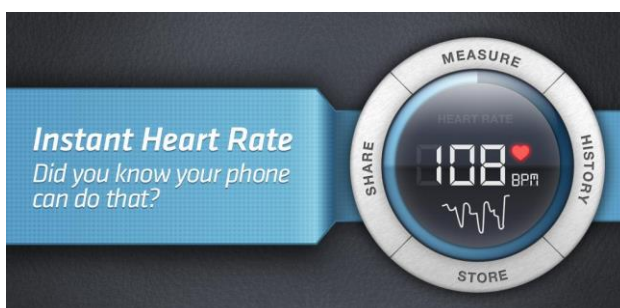 Instant Heart Rate
Did you know your phone
can do that?
MEASURE
SHARE
HISTORY
STORE
HEART RATE
108
BPM